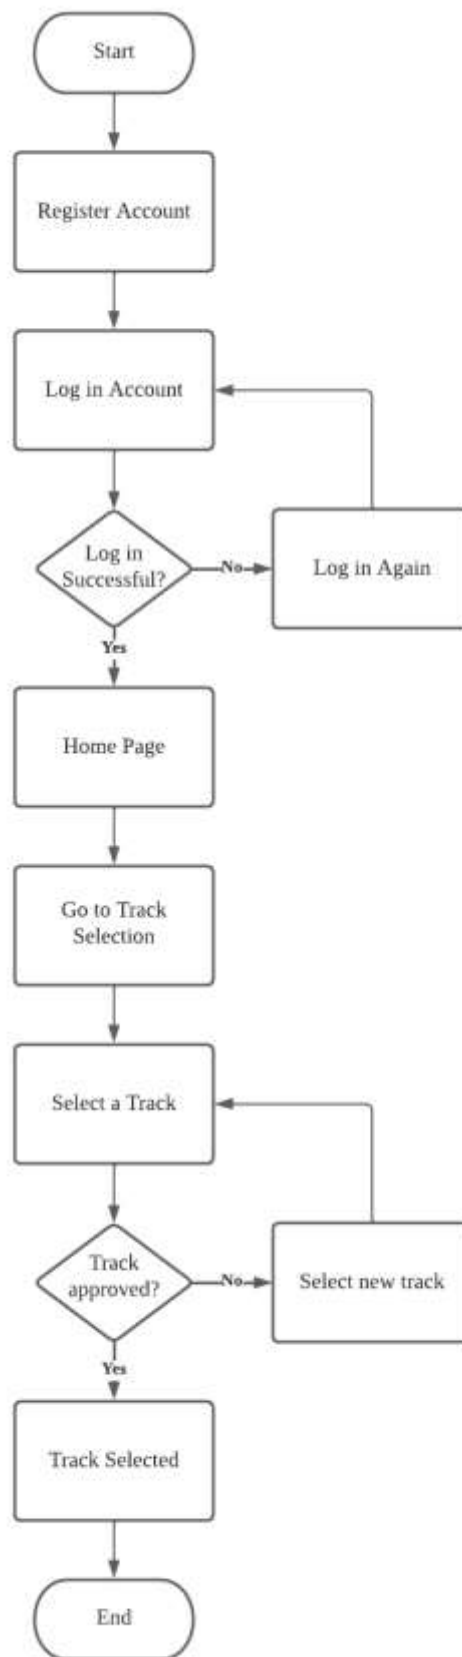 Start
Register Account
Log in Account
Log in
Successful?
No
Log in Again
Yes
Home Page
Go to Track
Selection
Select a Track
Track
approved?
No
Select new track
Yes
Track Selected
End